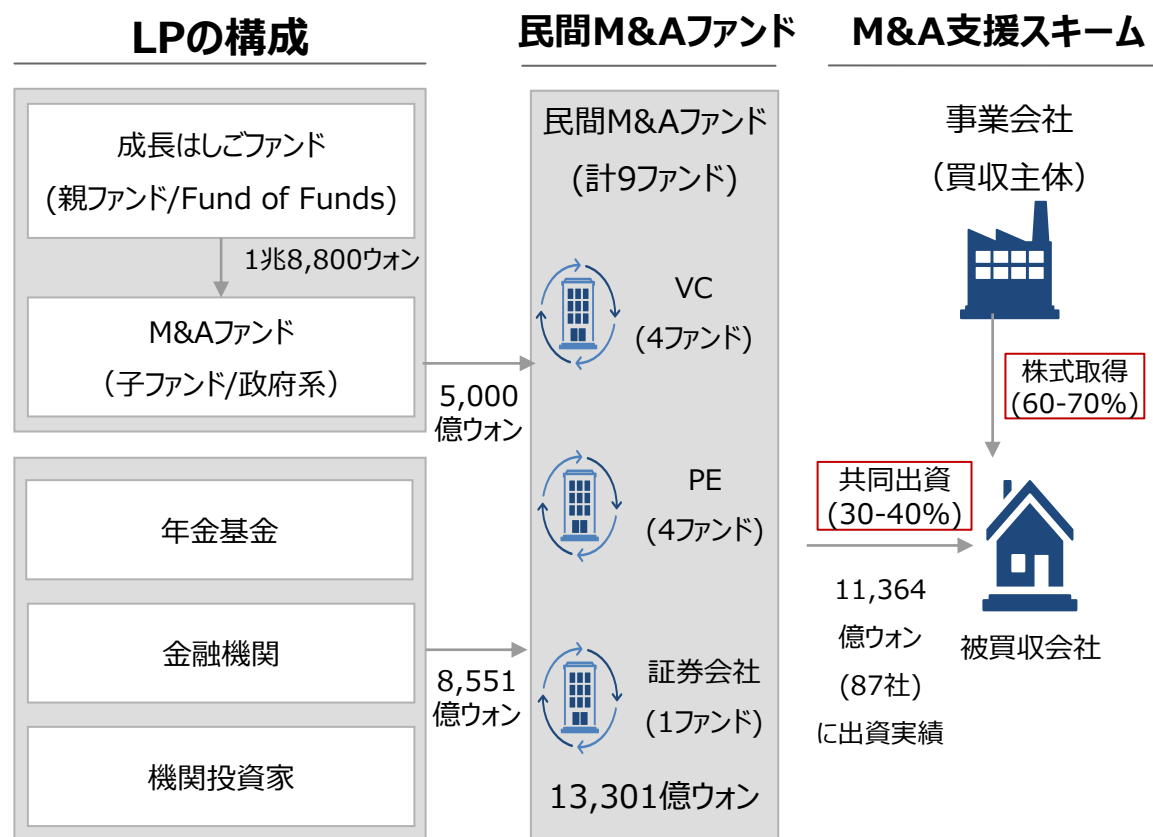 LPの構成
成長はしごファンド
(親ファンド/Fund of Funds)
1兆8,800ウォン
M&Aファンド
(子ファンド/政府系)
5,000
億ウォン
年金基金
金融機関
機関投資家
8,551
億ウォン
民間M&Aファンド
民間M&Aファンド
(計9ファンド)
VC
(4ファンド)
PE
(4ファンド)
証券会社
(1ファンド)
13,301億ウォン
M&A支援スキーム
事業会社
(買収主体)
株式取得
(60-70%)
共同出資
(30-40%)
11,364
億ウォン
(87社)
に出資実績
被買収会社